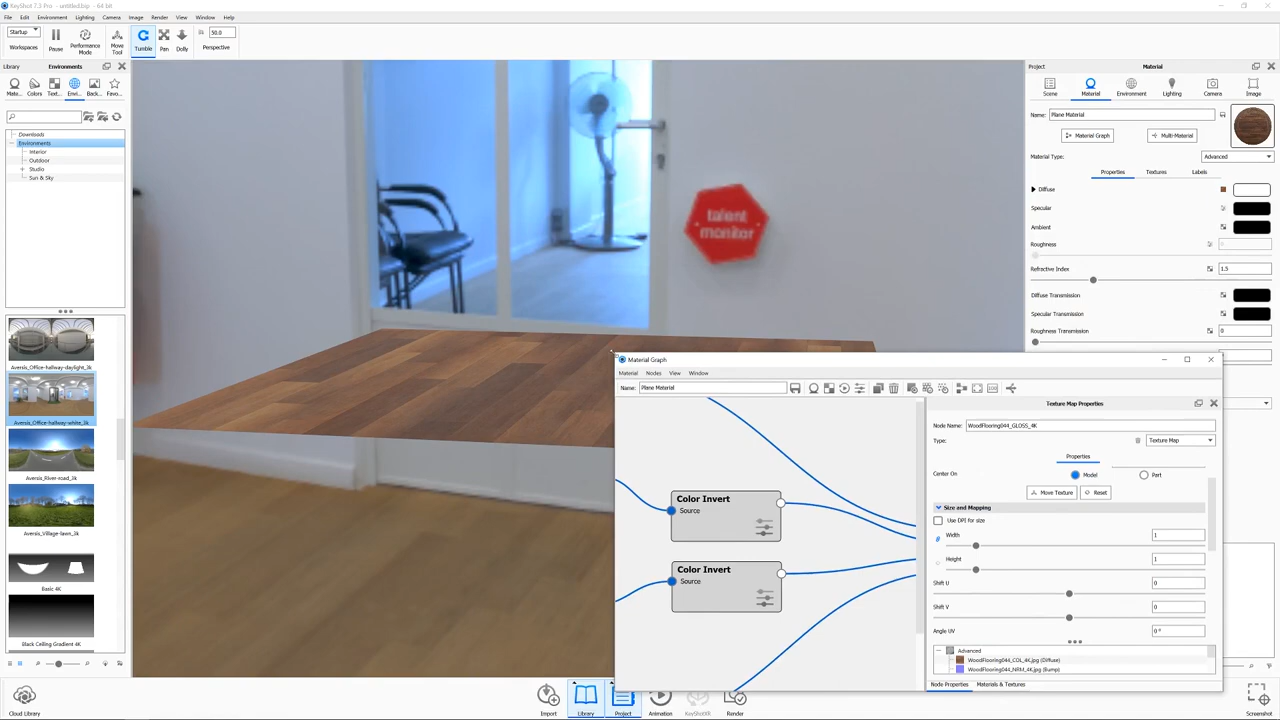 KeyShot 7.3 Pro - untitled.bip - 64 bit
File Edit Environment Lighting Camera Image Render View Window Help
Startup
50.0
Workspaces Pause Performance Mode Move Tool Tumble Pan Dolly Perspective
Library Environments
Project Material
Mate... Colors Text... Envi... Back... Favo...
Scene Material Environment Lighting Camera Image
Downloads
Environments
Interior
Outdoor
Studio
Sun & Sky
Name: Plane Material
Material Graph Multi-Material
Material Type: Advanced
Properties Textures Labels
Diffuse
Specular
Ambient
Roughness 0
Refractive Index 1.5
Diffuse Transmission
Specular Transmission
Roughness Transmission 0
talent
monitor
Aversis_Office-hallway-daylight_3k
Aversis_Office-hallway-white_3k
Aversis_River-road_3k
Aversis_Village-lawn_3k
Basic 4K
Black Ceiling Gradient 4K
Material Graph
Material Nodes View Window
Name: Plane Material
Color Invert
Source
Color Invert
Source
Texture Map Properties
Node Name: WoodFlooring044_GLOSS_4K
Type: Texture Map
Properties
Center On Model Part
Move Texture Reset
Size and Mapping
Use DPI for size
Width 1
Height 1
Shift U 0
Shift V 0
Angle UV 0 °
Advanced
WoodFlooring044_COL_4K.jpg (Diffuse)
WoodFlooring044_NRM_4K.jpg (Bump)
Node Properties Materials & Textures
Cloud Library Import Library Project Animation KeyShotXR Render Screenshot